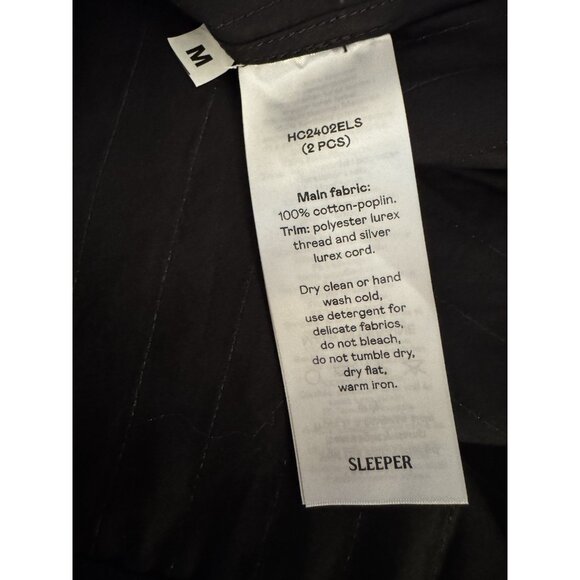 M
HC2402ELS
(2 PCS)
Main fabric:
100% cotton-poplin.
Trim: polyester lurex
thread and silver
lurex cord.
Dry clean or hand
wash cold,
use detergent for
delicate fabrics,
do not bleach,
do not tumble dry,
dry flat,
warm iron.
SLEEPER